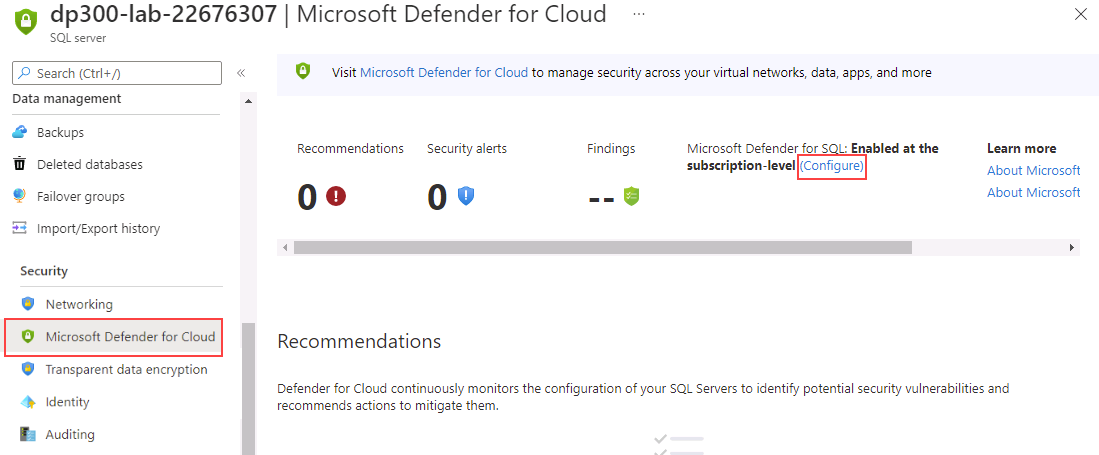 dp300-lab-22676307 | Microsoft Defender for Cloud ...
SQL server
Search (Ctrl+/)
Data management
Backups
Deleted databases
Failover groups
Import/Export history
Security
Networking
Microsoft Defender for Cloud
Transparent data encryption
Identity
Auditing
Visit Microsoft Defender for Cloud to manage security across your virtual networks, data, apps, and more
Recommendations
0
Security alerts
0
Findings
--
Microsoft Defender for SQL: Enabled at the
subscription-level (Configure)
Learn more
About Microsoft
About Microsoft
Recommendations
Defender for Cloud continuously monitors the configuration of your SQL Servers to identify potential security vulnerabilities and
recommends actions to mitigate them.